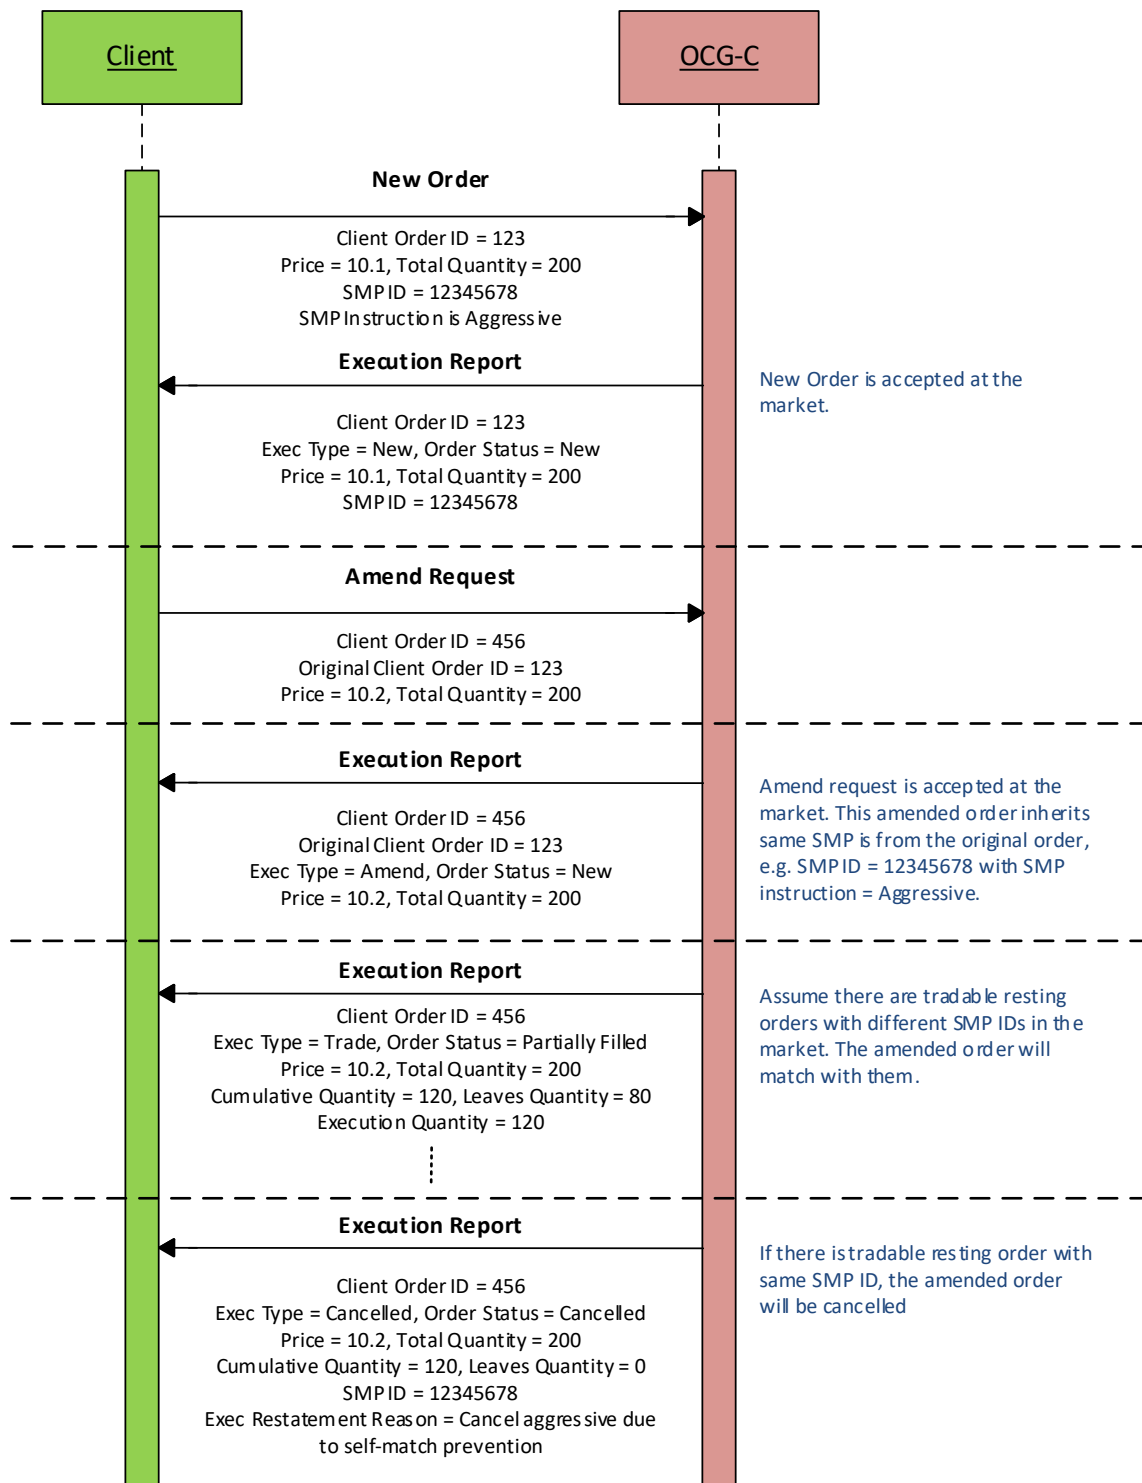 Client
OCG-C
New Order
Client Order ID = 123
Price = 10.1, Total Quantity = 200
SMP ID = 12345678
SMP Instruction is Aggressive
Execution Report
New Order is accepted at the
market.
Client Order ID = 123
Exec Type = New, Order Status = New
Price = 10.1, Total Quantity = 200
SMP ID = 12345678
Amend Request
Client Order ID = 456
Original Client Order ID = 123
Price = 10.2, Total Quantity = 200
Execution Report
Client Order ID = 456
Original Client Order ID = 123
Exec Type = Amend, Order Status = New
Price = 10.2, Total Quantity = 200
Amend request is accepted at the
market. This amended order inherits
same SMP is from the original order,
e.g. SMP ID = 12345678 with SMP
instruction = Aggressive.
Execution Report
Client Order ID = 456
Exec Type = Trade, Order Status = Partially Filled
Price = 10.2, Total Quantity = 200
Cumulative Quantity = 120, Leaves Quantity = 80
Execution Quantity = 120
Assume there are tradable resting
orders with different SMP IDs in the
market. The amended order will
match with them.
Execution Report
Client Order ID = 456
Exec Type = Cancelled, Order Status = Cancelled
Price = 10.2, Total Quantity = 200
Cumulative Quantity = 120, Leaves Quantity = 0
SMP ID = 12345678
Exec Restatement Reason = Cancel aggressive due
to self-match prevention
If there is tradable resting order with
same SMP ID, the amended order
will be cancelled